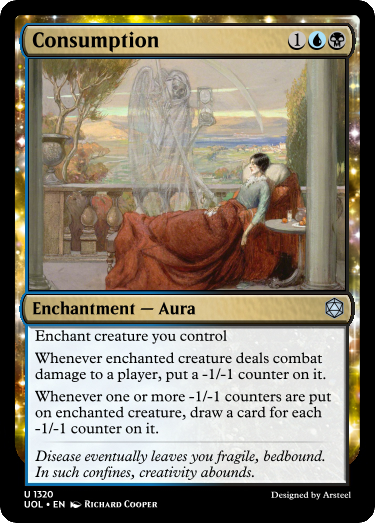 Consumption 1
Enchantment — Aura
Enchant creature you control
Whenever enchanted creature deals combat
damage to a player, put a -1/-1 counter on it.
Whenever one or more -1/-1 counters are put
on enchanted creature, draw a card for each
-1/-1 counter on it.
Disease eventually leaves you fragile, bedbound.
In such confines, creativity abounds.
U 1320
UOL • EN Richard Cooper
Designed by Arsteel